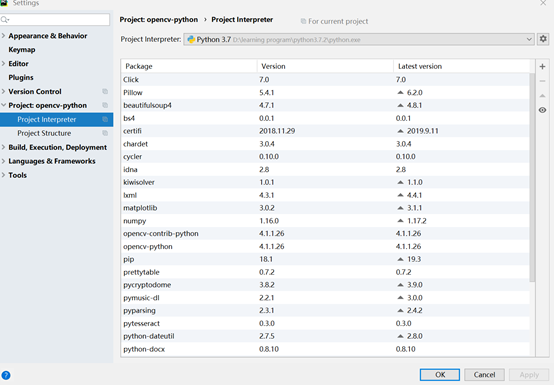 Settings
Project: opencv-python › Project Interpreter For current project
Appearance & Behavior
Keymap
Editor
Plugins
Version Control
Project: opencv-python
Project Interpreter
Project Structure
Build, Execution, Deployment
Languages & Frameworks
Tools
Project Interpreter: Python 3.7 D:\learning program\python3.7.2\python.exe
Package Version Latest version
Click 7.0 7.0
Pillow 5.4.1 6.2.0
beautifulsoup4 4.7.1 4.8.1
bs4 0.0.1 0.0.1
certifi 2018.11.29 2019.9.11
chardet 3.0.4 3.0.4
cycler 0.10.0 0.10.0
idna 2.8 2.8
kiwisolver 1.0.1 1.1.0
lxml 4.3.1 4.4.1
matplotlib 3.0.2 3.1.1
numpy 1.16.0 1.17.2
opencv-contrib-python 4.1.1.26 4.1.1.26
opencv-python 4.1.1.26 4.1.1.26
pip 18.1 19.3
prettytable 0.7.2 0.7.2
pycryptodome 3.8.2 3.9.0
pymusic-dl 2.2.1 3.0.0
pyparsing 2.3.1 2.4.2
pytesseract 0.3.0 0.3.0
python-dateutil 2.7.5 2.8.0
python-docx 0.8.10 0.8.10
OK Cancel Apply